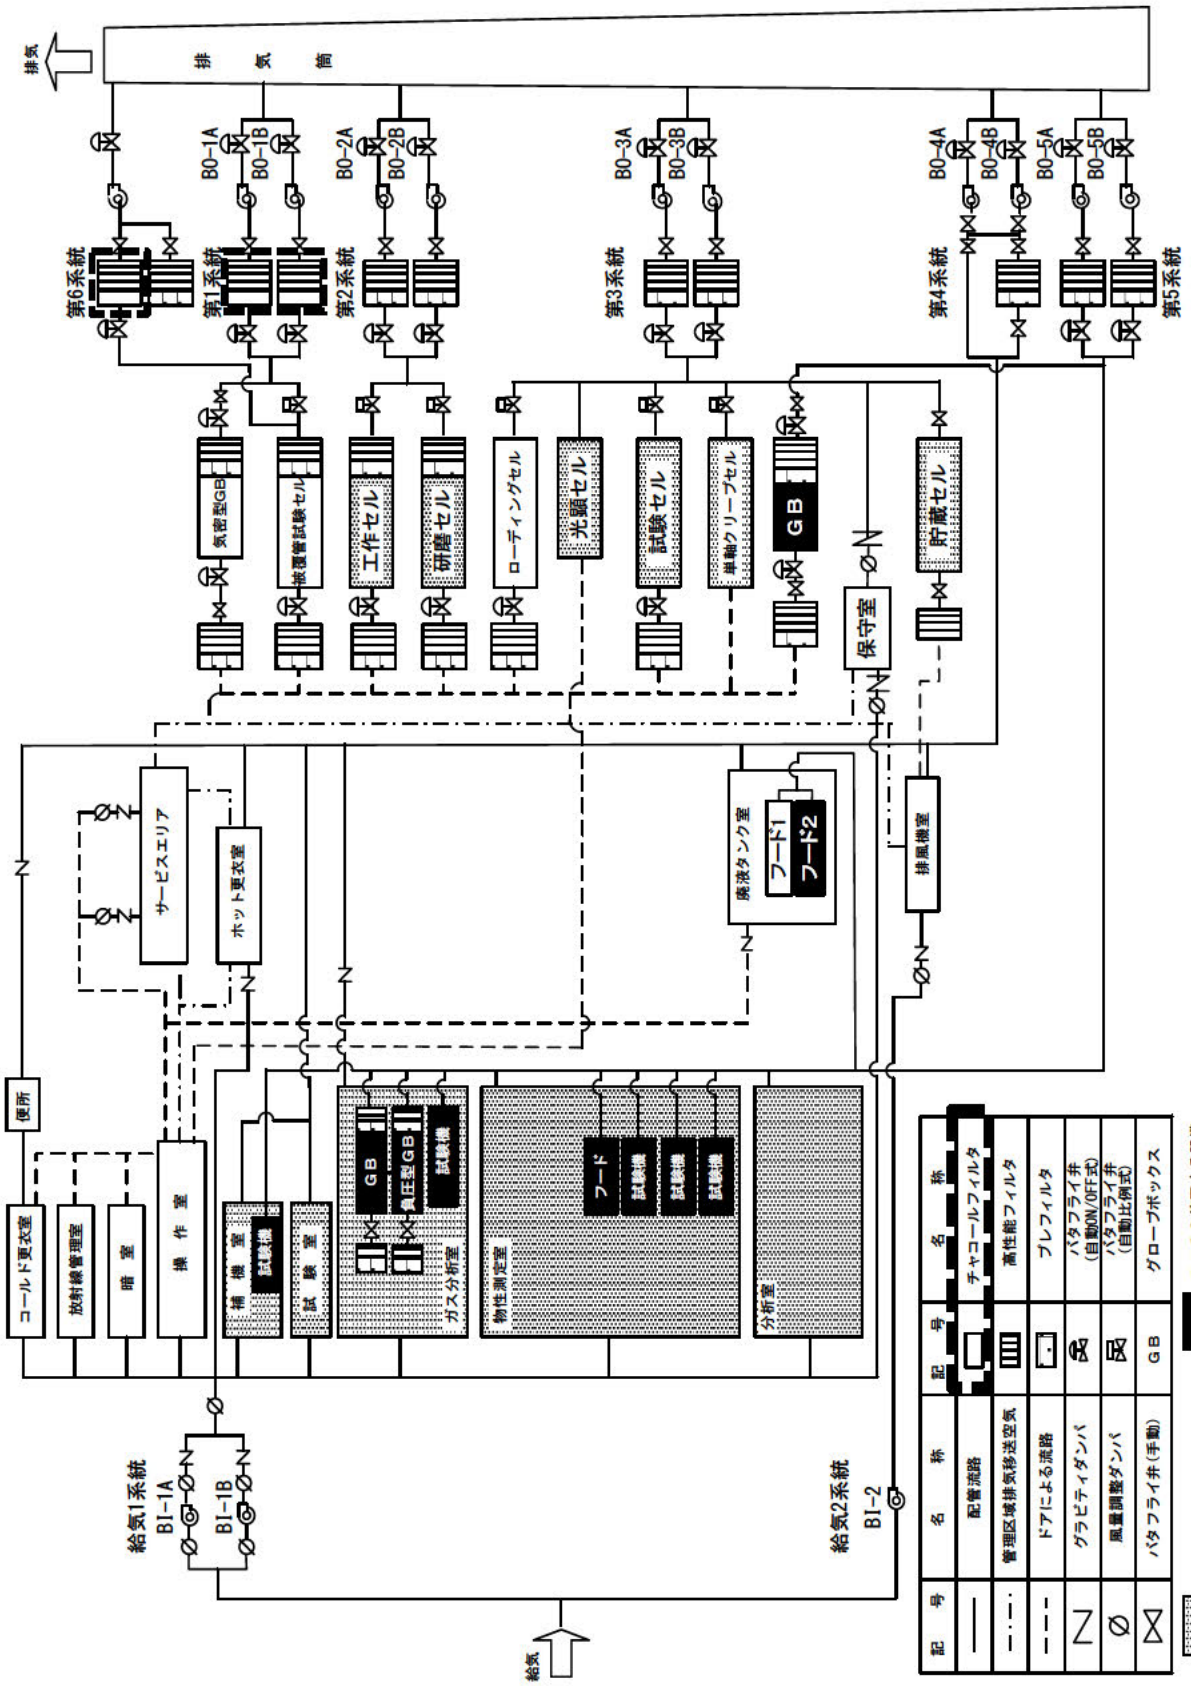 排気
排 気 筒
BO-1A
BO-1B
BO-2A
BO-2B
BO-3A
BO-3B
BO-4A
BO-4B
BO-5A
BO-5B
第6系統
第1系統
第2系統
第3系統
第4系統
第5系統
気密型GB
被覆管試験セル
工作セル
研磨セル
ローディングセル
光顕セル
試験セル
単軸クリープセル
GB
保守室
貯蔵セル
サービスエリア
ホット更衣室
廃液タンク室
フード1
フード2
排風機室
便所
コールド更衣室
放射線管理室
暗 室
操 作 室
補 機 室
試験機
試 験 室
GB
負圧型GB
試験機
ガス分析室
物性測定室
フード
試験機
試験機
試験機
分析室
給気1系統
BI-1A
BI-1B
給気2系統
BI-2
給気
記 号 名 称 記 号 名 称
配管流路 チャコールフィルタ
管理区域排気移送空気 高性能フィルタ
ドアによる流路 プレフィルタ
グラビティダンパ バタフライ弁
(自動ON/OFF式)
風量調整ダンパ バタフライ弁
(自動比例式)
バタフライ弁(手動) GB グローブボックス